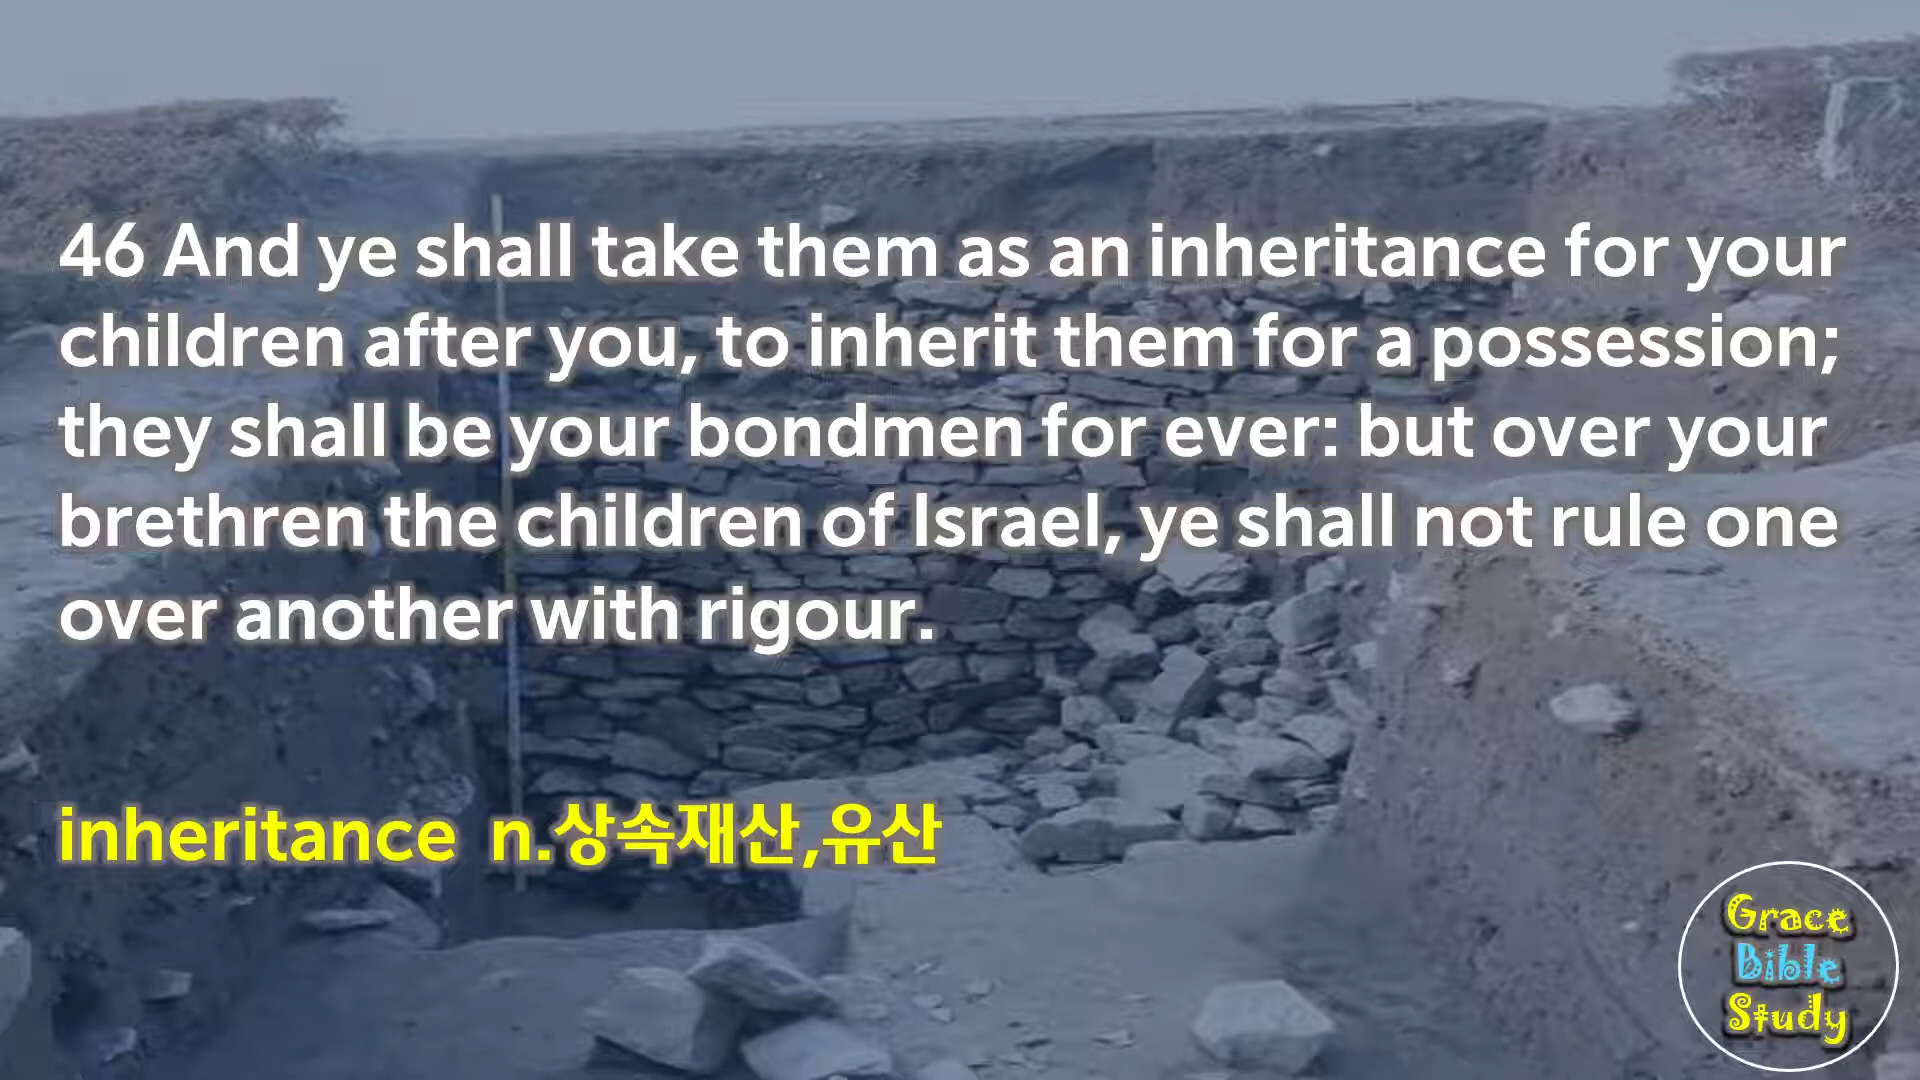 46 And ye shall take them as an inheritance for your
children after you, to inherit them for a possession;
they shall be your bondmen for ever: but over your
brethren the children of Israel, ye shall not rule one
over another with rigour.
inheritance n.상속재산,유산
Grace
Bible
Study